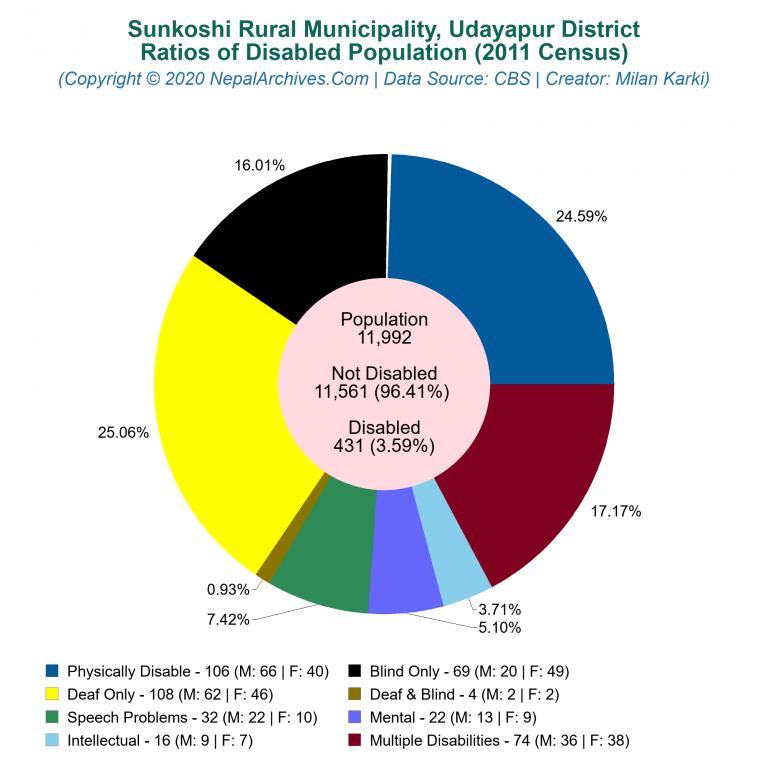 Sunkoshi Rural Municipality, Udayapur District
Ratios of Disabled Population (2011 Census)
(Copyright © 2020 NepalArchives.Com | Data Source: CBS | Creator: Milan Karki)
16.01%
24.59%
Population
11,992
Not Disabled
11,561 (96.41%)
Disabled
431 (3.59%)
25.06%
17.17%
0.93%
7.42%
3.71%
5.10%
Physically Disable - 106 (M: 66 | F: 40)
Blind Only - 69 (M: 20 | F: 49)
Deaf Only - 108 (M: 62 | F: 46)
Deaf & Blind - 4 (M: 2 | F: 2)
Speech Problems - 32 (M: 22 | F: 10)
Mental - 22 (M: 13 | F: 9)
Intellectual - 16 (M: 9 | F: 7)
Multiple Disabilities - 74 (M: 36 | F: 38)